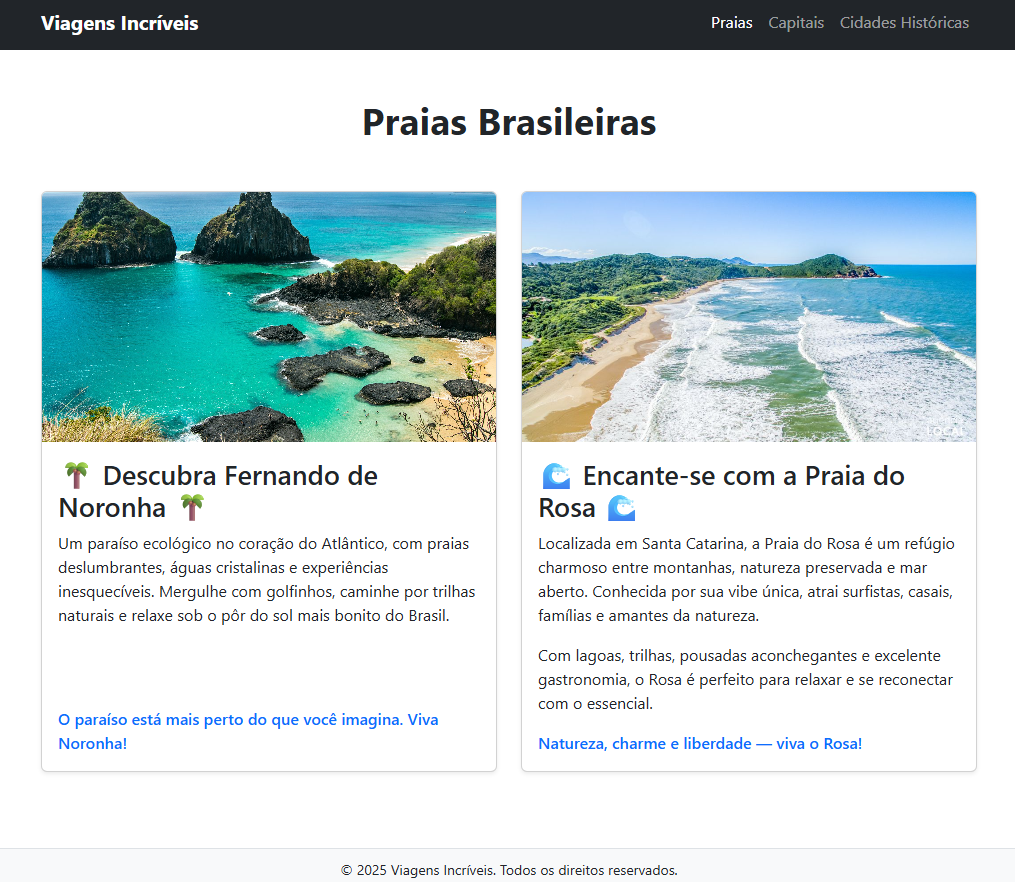 Viagens Incríveis
Praias Capitais Cidades Históricas
Praias Brasileiras
🌴 Descubra Fernando de
Noronha 🌴
Um paraíso ecológico no coração do Atlântico, com praias
deslumbrantes, águas cristalinas e experiências
inesquecíveis. Mergulhe com golfinhos, caminhe por trilhas
naturais e relaxe sob o pôr do sol mais bonito do Brasil.
O paraíso está mais perto do que você imagina. Viva
Noronha!
LOCAL
🌊 Encante-se com a Praia do
Rosa 🌊
Localizada em Santa Catarina, a Praia do Rosa é um refúgio
charmoso entre montanhas, natureza preservada e mar
aberto. Conhecida por sua vibe única, atrai surfistas, casais,
famílias e amantes da natureza.
Com lagoas, trilhas, pousadas aconchegantes e excelente
gastronomia, o Rosa é perfeito para relaxar e se reconectar
com o essencial.
Natureza, charme e liberdade — viva o Rosa!
© 2025 Viagens Incríveis. Todos os direitos reservados.